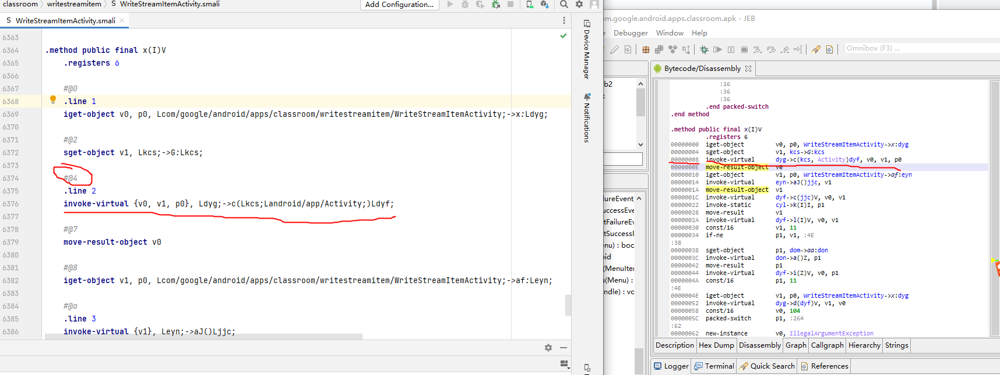 classroom 〉 writestreamitem 〉 S WriteStreamItemActivity.smali
Add Configuration...
S WriteStreamItemActivity.smali
6363
6364 .method public final x(I)V
6365 .registers 6
6366
6367 #@0
6368 .line 1
6369 iget-object v0, p0, Lcom/google/android/apps/classroom/writestreamitem/WriteStreamItemActivity;->x:Ldyg;
6370
6371 #@2
6372 sget-object v1, Lkcs;->G:Lkcs;
6373
6374 #@4
6375 .line 2
6376 invoke-virtual {v0, v1, p0}, Ldyg;->c(Lkcs;Landroid/app/Activity;)Ldyf;
6377
6378 #@7
6379 move-result-object v0
6380
6381 #@8
6382 iget-object v1, p0, Lcom/google/android/apps/classroom/writestreamitem/WriteStreamItemActivity;->af:Leyn;
6383
6384 #@a
6385 .line 3
6386 invoke-virtual {v1}, Leyn;->aJ()Ljjc;
Device Manager
Notifications
om.google.android.apps.classroom.apk - JEB
Debugger Window Help
Omnibox (F3) ...
b2
lureEvent)
uccessEve
tFailureEv
tSuccessE
enu) : booc
oid
(MenuIter
u(Menu) :
ndle) : vo
Bytecode/Disassembly
:16
:36
:36
.end packed-switch
.end method
.method public final x(I)V
.registers 6
00000000 iget-object v0, p0, WriteStreamItemActivity->x:dyg
00000004 sget-object v1, kcs->G:kcs
00000008 invoke-virtual dyg->c(kcs, Activity)dyf, v0, v1, p0
0000000E move-result-object v0
00000010 iget-object v1, p0, WriteStreamItemActivity->af:eyn
00000014 invoke-virtual eyn->aJ()jjc, v1
0000001A move-result-object v1
0000001C invoke-virtual dyf->c(jjc)V, v0, v1
00000022 invoke-static cyl->k(I)I, p1
00000028 move-result v1
0000002A invoke-virtual dyf->l(I)V, v0, v1
00000030 const/16 v1, 11
00000034 if-ne p1, v1, :4E
:38
00000038 sget-object p1, dom->aa:don
0000003C invoke-virtual don->a()Z, p1
00000042 move-result p1
00000044 invoke-virtual dyf->i(Z)V, v0, p1
0000004A const/16 p1, 11
:4E
0000004E iget-object v1, p0, WriteStreamItemActivity->x:dyg
00000052 invoke-virtual dyg->d(dyf)V, v1, v0
00000058 const/16 v0, 104
0000005C packed-switch p1, :264
:62
00000062 new-instance v0, IllegalArgumentException
Description Hex Dump Disassembly Graph Callgraph Hierarchy Strings
Logger Terminal Quick Search References